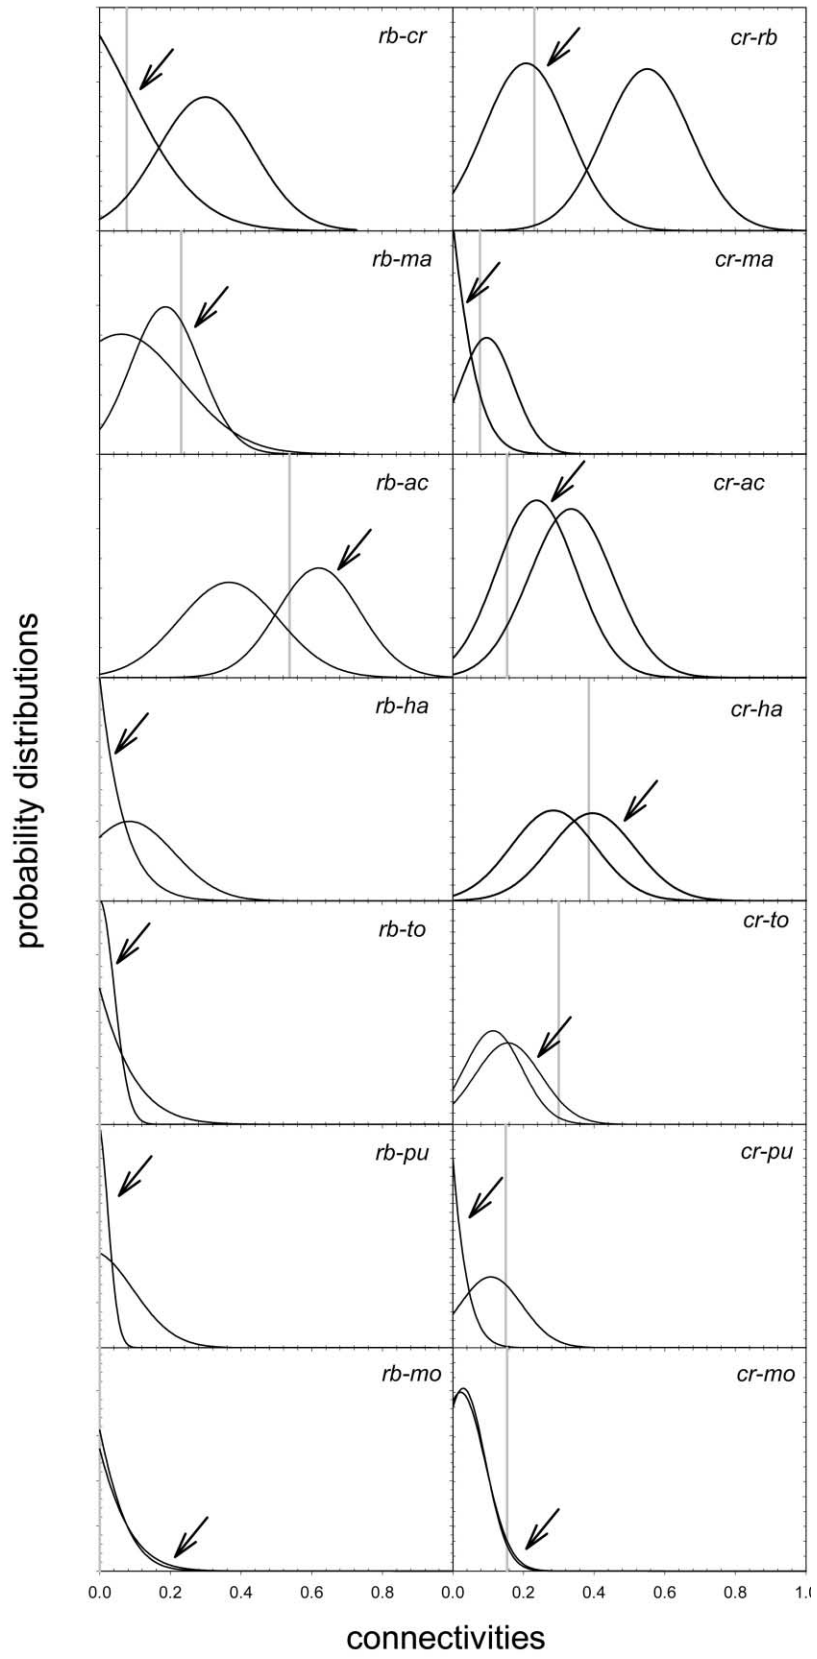 rb-cr
cr-rb
rb-ma
cr-ma
rb-ac
cr-ac
rb-ha
cr-ha
rb-to
cr-to
rb-pu
cr-pu
rb-mo
cr-mo
probability distributions
0.0 0.2 0.4 0.6 0.8 0.0 0.2 0.4 0.6 0.8 1.0
connectivities